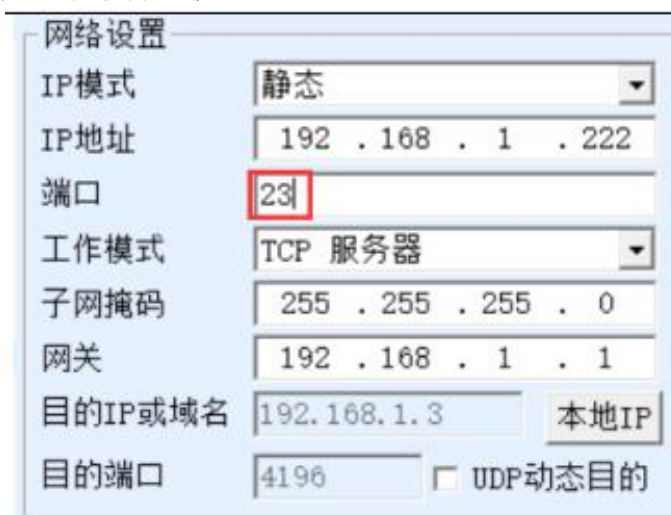 网络设置
IP模式 静态
IP地址 192 . 168 . 1 . 222
端口 23
工作模式 TCP 服务器
子网掩码 255 . 255 . 255 . 0
网关 192 . 168 . 1 . 1
目的IP或域名 192.168.1.3 本地IP
目的端口 4196 UDP动态目的